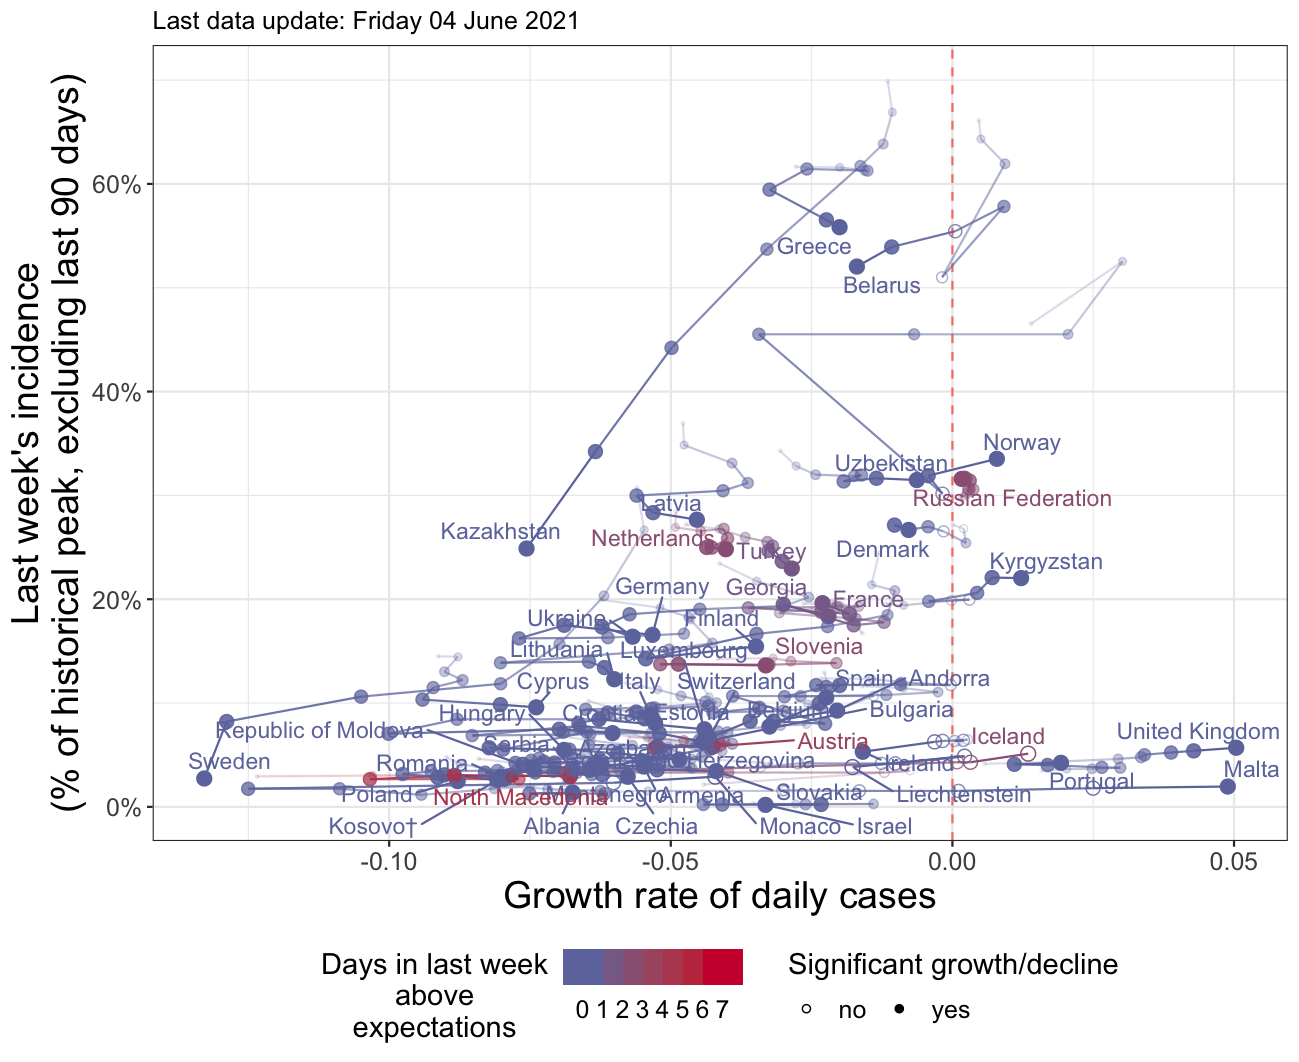 Last data update: Friday 04 June 2021
Last week's incidence
(% of historical peak, excluding last 90 days)
60%
40%
20%
0%
Greece
Belarus
Norway
Uzbekistan
Russian Federation
Latvia
Kazakhstan
Netherlands
Turkey
Denmark
Kyrgyzstan
Germany
Georgia
France
Ukraine
Finland
Lithuania
Luxembourg
Slovenia
Cyprus
Italy
Switzerland
Spain
Andorra
Hungary
Croatia
Estonia
Belgium
Bulgaria
Republic of Moldova
Serbia
Azerbaijan
Austria
Iceland
United Kingdom
Sweden
Romania
Herzegovina
Ireland
Malta
Portugal
Poland
North Macedonia
Montenegro
Armenia
Slovakia
Liechtenstein
Kosovo†
Albania
Czechia
Monaco
Israel
-0.10
-0.05
0.00
0.05
Growth rate of daily cases
Days in last week
above
expectations
0 1 2 3 4 5 6 7
Significant growth/decline
no
yes